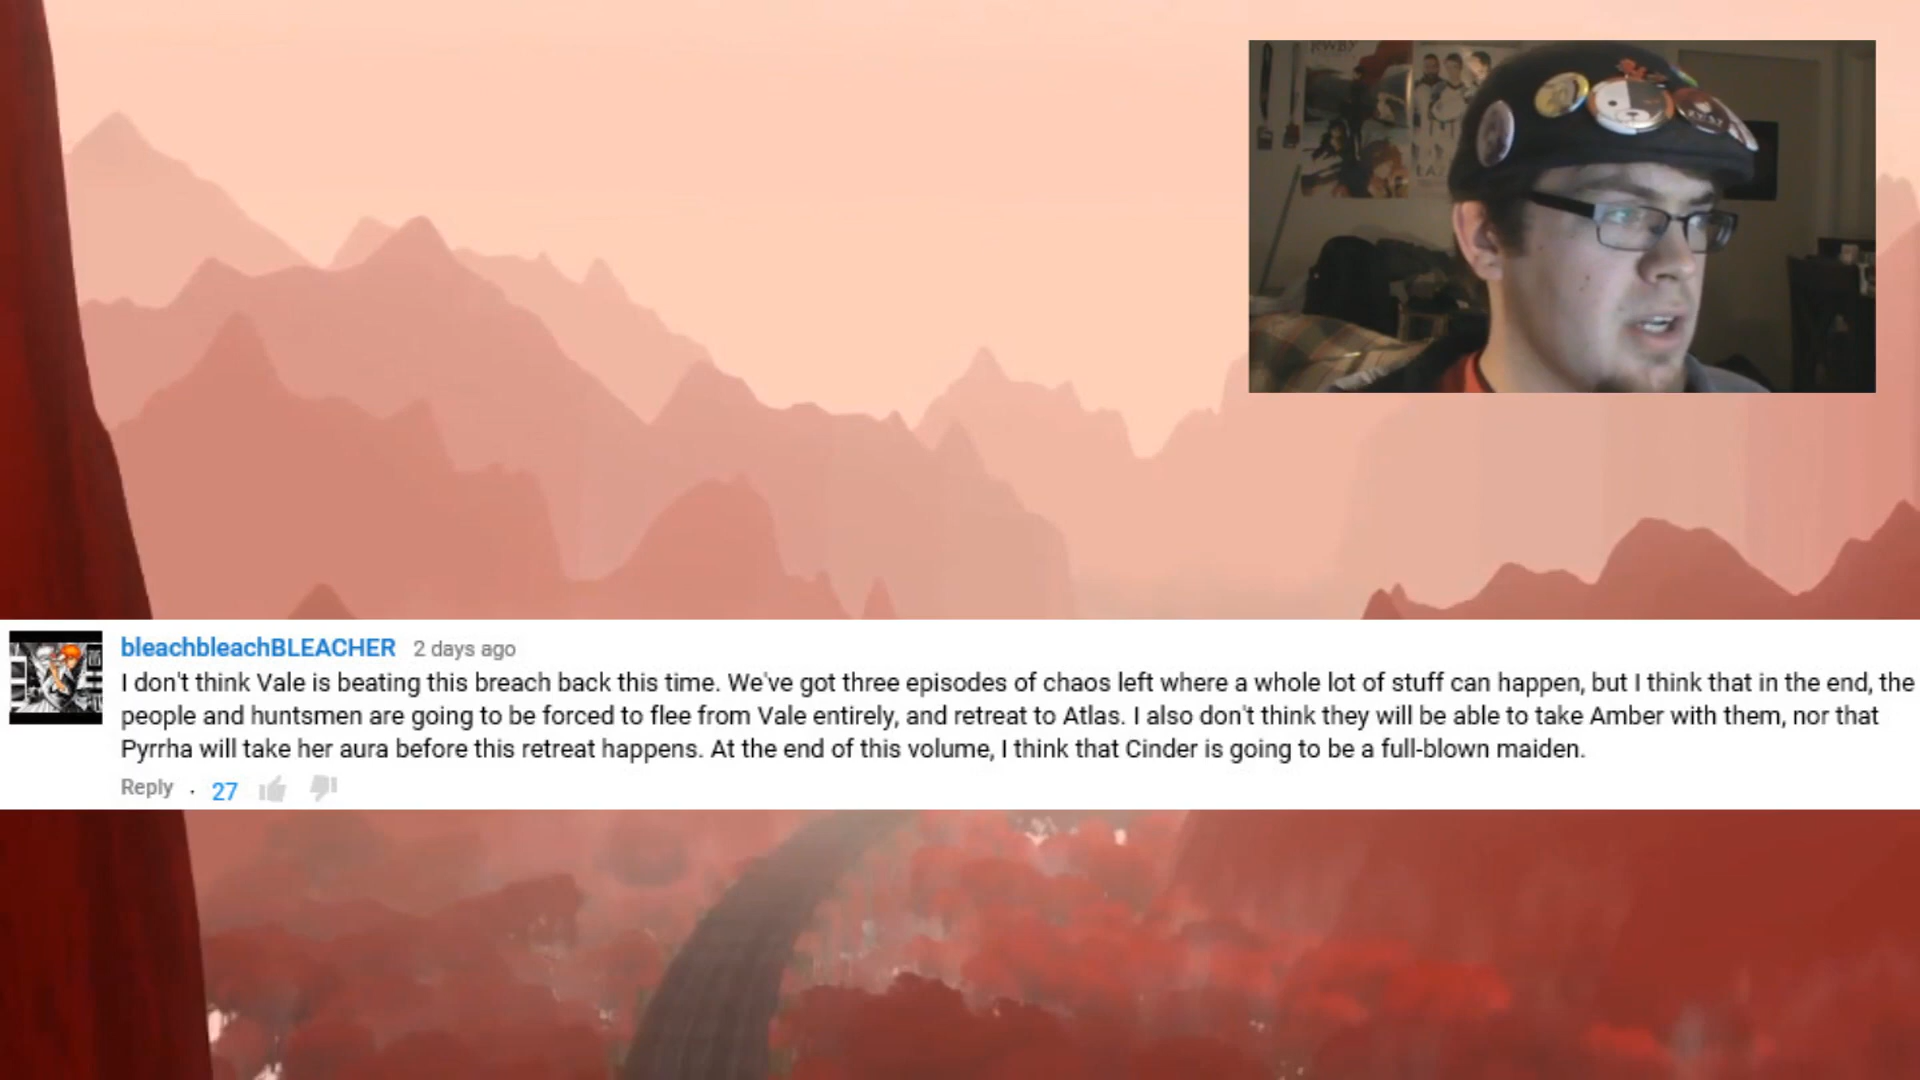 RWBY
bleachbleachBLEACHER 2 days ago
I don't think Vale is beating this breach back this time. We've got three episodes of chaos left where a whole lot of stuff can happen, but I think that in the end, the
people and huntsmen are going to be forced to flee from Vale entirely, and retreat to Atlas. I also don't think they will be able to take Amber with them, nor that
Pyrrha will take her aura before this retreat happens. At the end of this volume, I think that Cinder is going to be a full-blown maiden.
Reply · 27